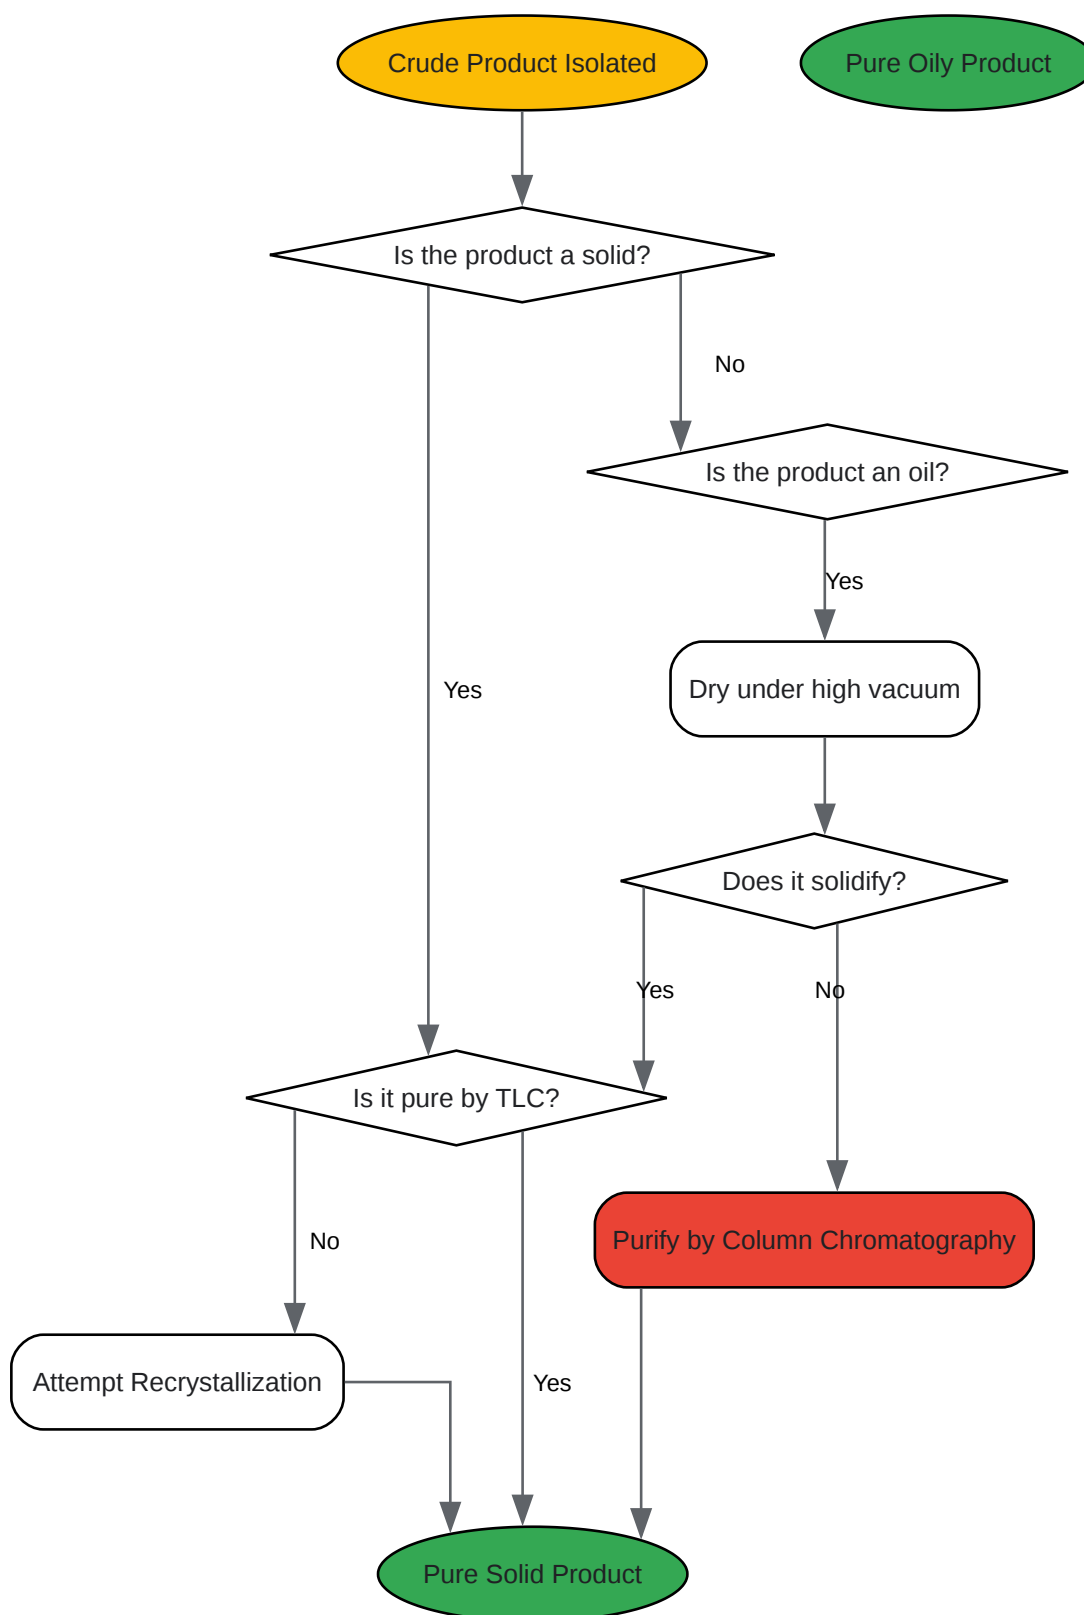 Crude Product Isolated
Pure Oily Product
Is the product a solid?
No
Is the product an oil?
Yes
Dry under high vacuum
Yes
Does it solidify?
Yes
No
Is it pure by TLC?
No
Purify by Column Chromatography
Attempt Recrystallization
Yes
Pure Solid Product